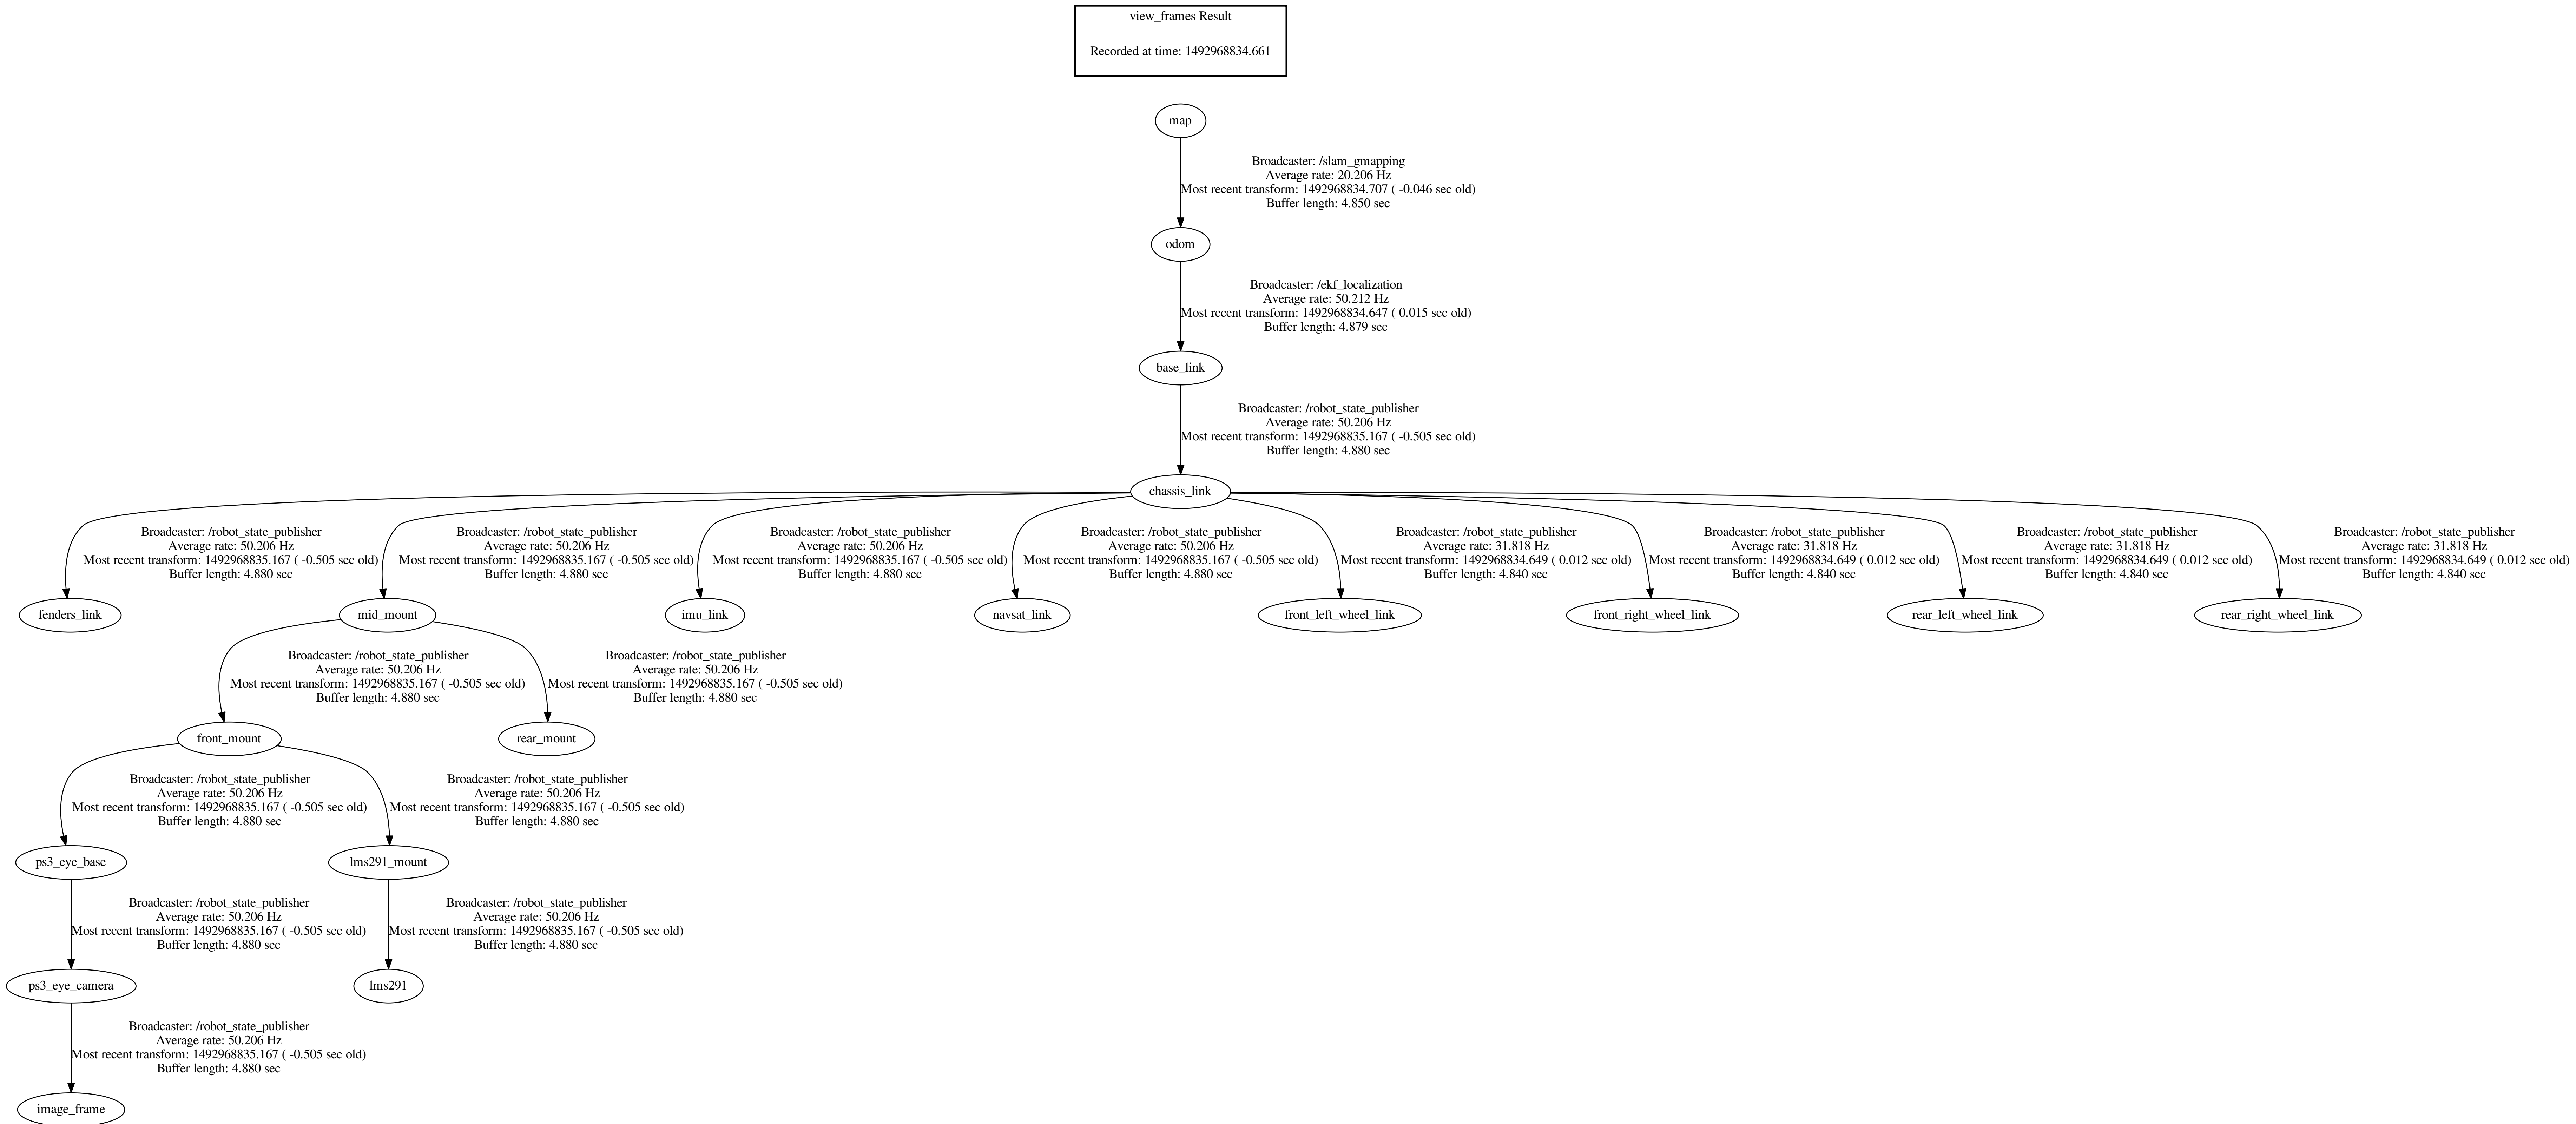 view_frames Result
Recorded at time: 1492968834.661
map
Broadcaster: /slam_gmapping
Average rate: 20.206 Hz
Most recent transform: 1492968834.707 ( -0.046 sec old)
Buffer length: 4.850 sec
odom
Broadcaster: /ekf_localization
Average rate: 50.212 Hz
Most recent transform: 1492968834.647 ( 0.015 sec old)
Buffer length: 4.879 sec
base_link
Broadcaster: /robot_state_publisher
Average rate: 50.206 Hz
Most recent transform: 1492968835.167 ( -0.505 sec old)
Buffer length: 4.880 sec
chassis_link
Broadcaster: /robot_state_publisher
Average rate: 50.206 Hz
Most recent transform: 1492968835.167 ( -0.505 sec old)
Buffer length: 4.880 sec
Broadcaster: /robot_state_publisher
Average rate: 50.206 Hz
Most recent transform: 1492968835.167 ( -0.505 sec old)
Buffer length: 4.880 sec
Broadcaster: /robot_state_publisher
Average rate: 50.206 Hz
Most recent transform: 1492968835.167 ( -0.505 sec old)
Buffer length: 4.880 sec
Broadcaster: /robot_state_publisher
Average rate: 50.206 Hz
Most recent transform: 1492968835.167 ( -0.505 sec old)
Buffer length: 4.880 sec
Broadcaster: /robot_state_publisher
Average rate: 31.818 Hz
Most recent transform: 1492968834.649 ( 0.012 sec old)
Buffer length: 4.840 sec
Broadcaster: /robot_state_publisher
Average rate: 31.818 Hz
Most recent transform: 1492968834.649 ( 0.012 sec old)
Buffer length: 4.840 sec
Broadcaster: /robot_state_publisher
Average rate: 31.818 Hz
Most recent transform: 1492968834.649 ( 0.012 sec old)
Buffer length: 4.840 sec
Broadcaster: /robot_state_publisher
Average rate: 31.818 Hz
Most recent transform: 1492968834.649 ( 0.012 sec old)
Buffer length: 4.840 sec
fenders_link
mid_mount
imu_link
navsat_link
front_left_wheel_link
front_right_wheel_link
rear_left_wheel_link
rear_right_wheel_link
Broadcaster: /robot_state_publisher
Average rate: 50.206 Hz
Most recent transform: 1492968835.167 ( -0.505 sec old)
Buffer length: 4.880 sec
Broadcaster: /robot_state_publisher
Average rate: 50.206 Hz
Most recent transform: 1492968835.167 ( -0.505 sec old)
Buffer length: 4.880 sec
front_mount
rear_mount
Broadcaster: /robot_state_publisher
Average rate: 50.206 Hz
Most recent transform: 1492968835.167 ( -0.505 sec old)
Buffer length: 4.880 sec
Broadcaster: /robot_state_publisher
Average rate: 50.206 Hz
Most recent transform: 1492968835.167 ( -0.505 sec old)
Buffer length: 4.880 sec
ps3_eye_base
lms291_mount
Broadcaster: /robot_state_publisher
Average rate: 50.206 Hz
Most recent transform: 1492968835.167 ( -0.505 sec old)
Buffer length: 4.880 sec
Broadcaster: /robot_state_publisher
Average rate: 50.206 Hz
Most recent transform: 1492968835.167 ( -0.505 sec old)
Buffer length: 4.880 sec
ps3_eye_camera
lms291
Broadcaster: /robot_state_publisher
Average rate: 50.206 Hz
Most recent transform: 1492968835.167 ( -0.505 sec old)
Buffer length: 4.880 sec
image_frame